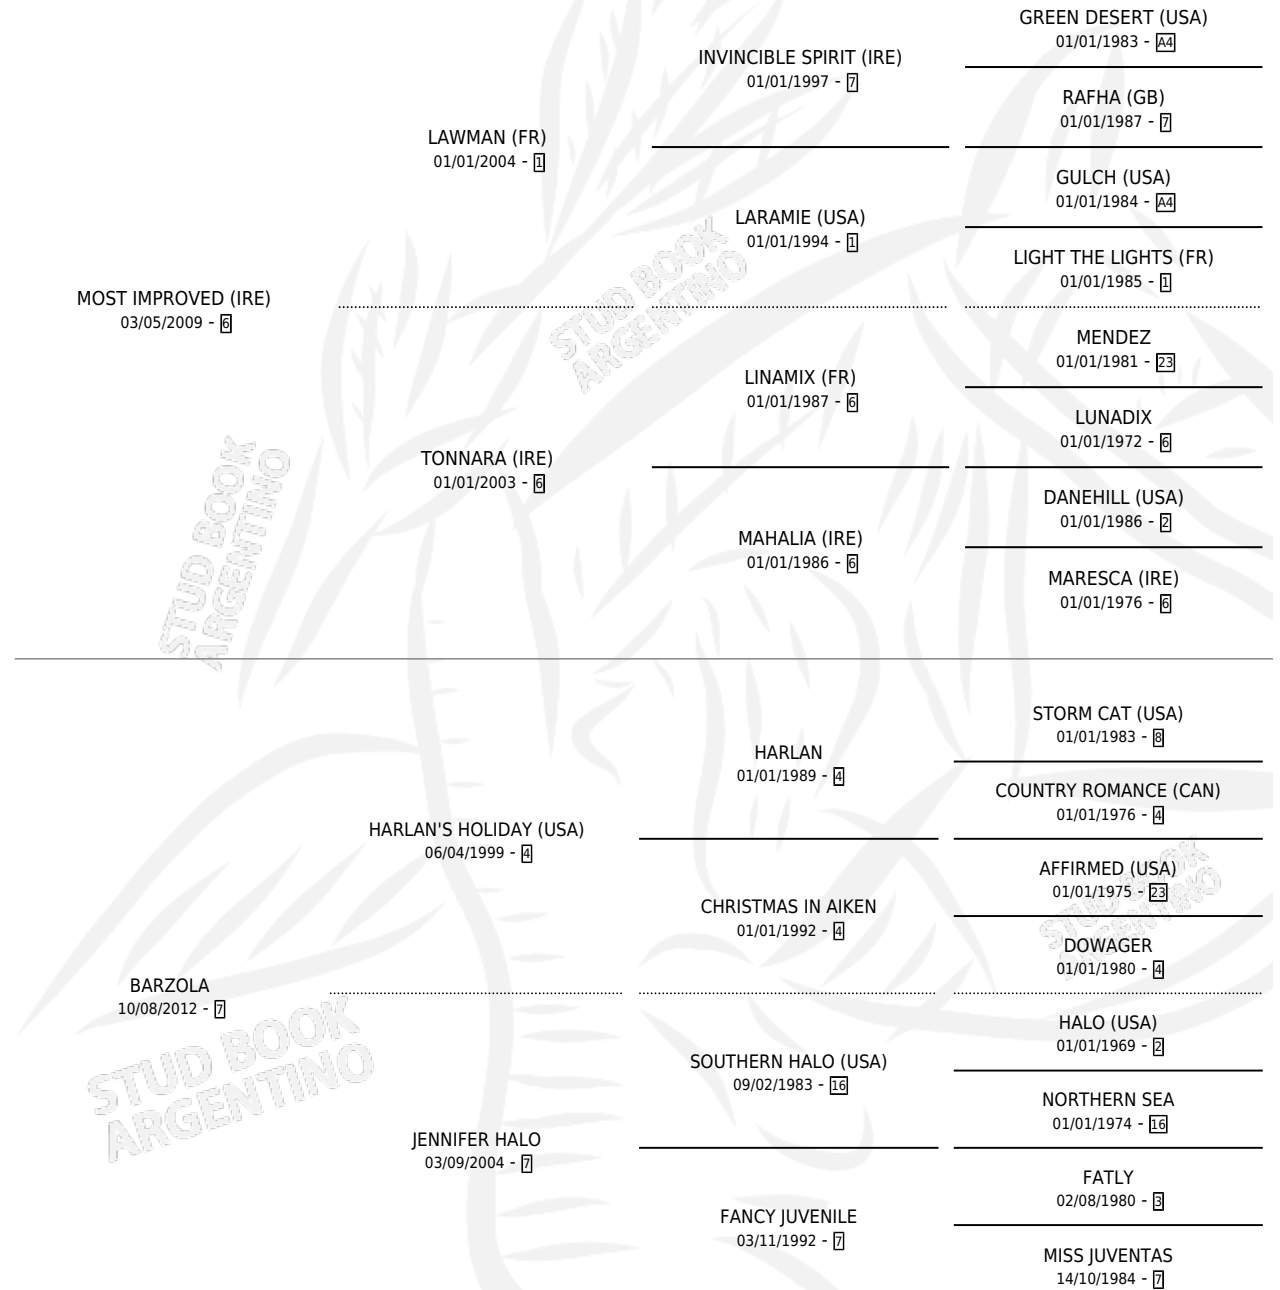 GREEN DESERT (USA)
01/01/1983 - A4
INVINCIBLE SPIRIT (IRE)
01/01/1997 - 7
RAFHA (GB)
01/01/1987 - 7
LAWMAN (FR)
01/01/2004 - 1
GULCH (USA)
01/01/1984 - A4
LARAMIE (USA)
01/01/1994 - 1
LIGHT THE LIGHTS (FR)
01/01/1985 - 1
MOST IMPROVED (IRE)
03/05/2009 - 6
MENDEZ
01/01/1981 - 23
LINAMIX (FR)
01/01/1987 - 6
LUNADIX
01/01/1972 - 6
TONNARA (IRE)
01/01/2003 - 6
DANEHILL (USA)
01/01/1986 - 2
MAHALIA (IRE)
01/01/1986 - 6
MARESCA (IRE)
01/01/1976 - 6
STORM CAT (USA)
01/01/1983 - 8
HARLAN
01/01/1989 - 4
COUNTRY ROMANCE (CAN)
01/01/1976 - 4
HARLAN'S HOLIDAY (USA)
06/04/1999 - 4
AFFIRMED (USA)
01/01/1975 - 23
CHRISTMAS IN AIKEN
01/01/1992 - 4
DOWAGER
01/01/1980 - 4
BARZOLA
10/08/2012 - 7
HALO (USA)
01/01/1969 - 2
SOUTHERN HALO (USA)
09/02/1983 - 16
NORTHERN SEA
01/01/1974 - 16
JENNIFER HALO
03/09/2004 - 7
FATLY
02/08/1980 - 3
FANCY JUVENILE
03/11/1992 - 7
MISS JUVENTAS
14/10/1984 - 7
STUD BOOK
ARGENTINO
STUD BOOK
ARGENTINO
STUD BOOK
ARGENTINO
STUD BOOK
ARGENTINO